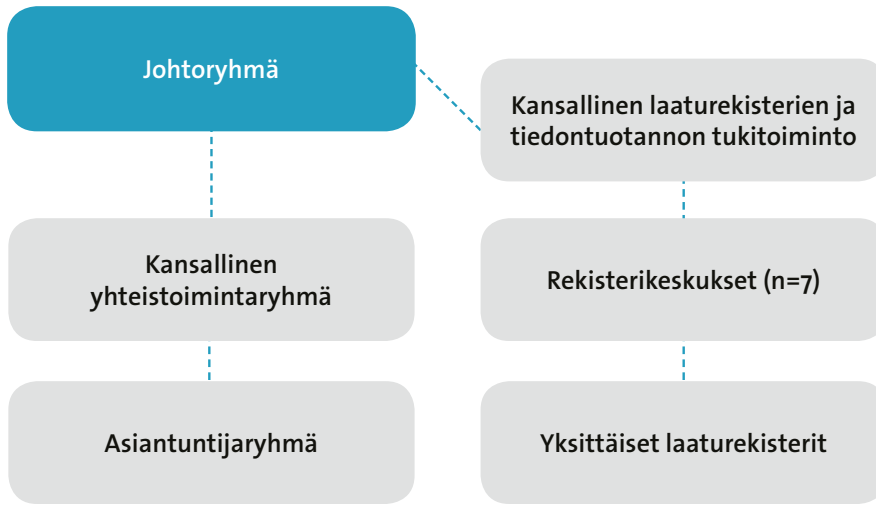 Johtoryhmä
Kansallinen laaturekisterien ja
tiedontuotannon tukitoiminto
Kansallinen
yhteistoimintaryhmä
Rekisterikeskukset (n=7)
Asiantuntijaryhmä
Yksittäiset laaturekisterit